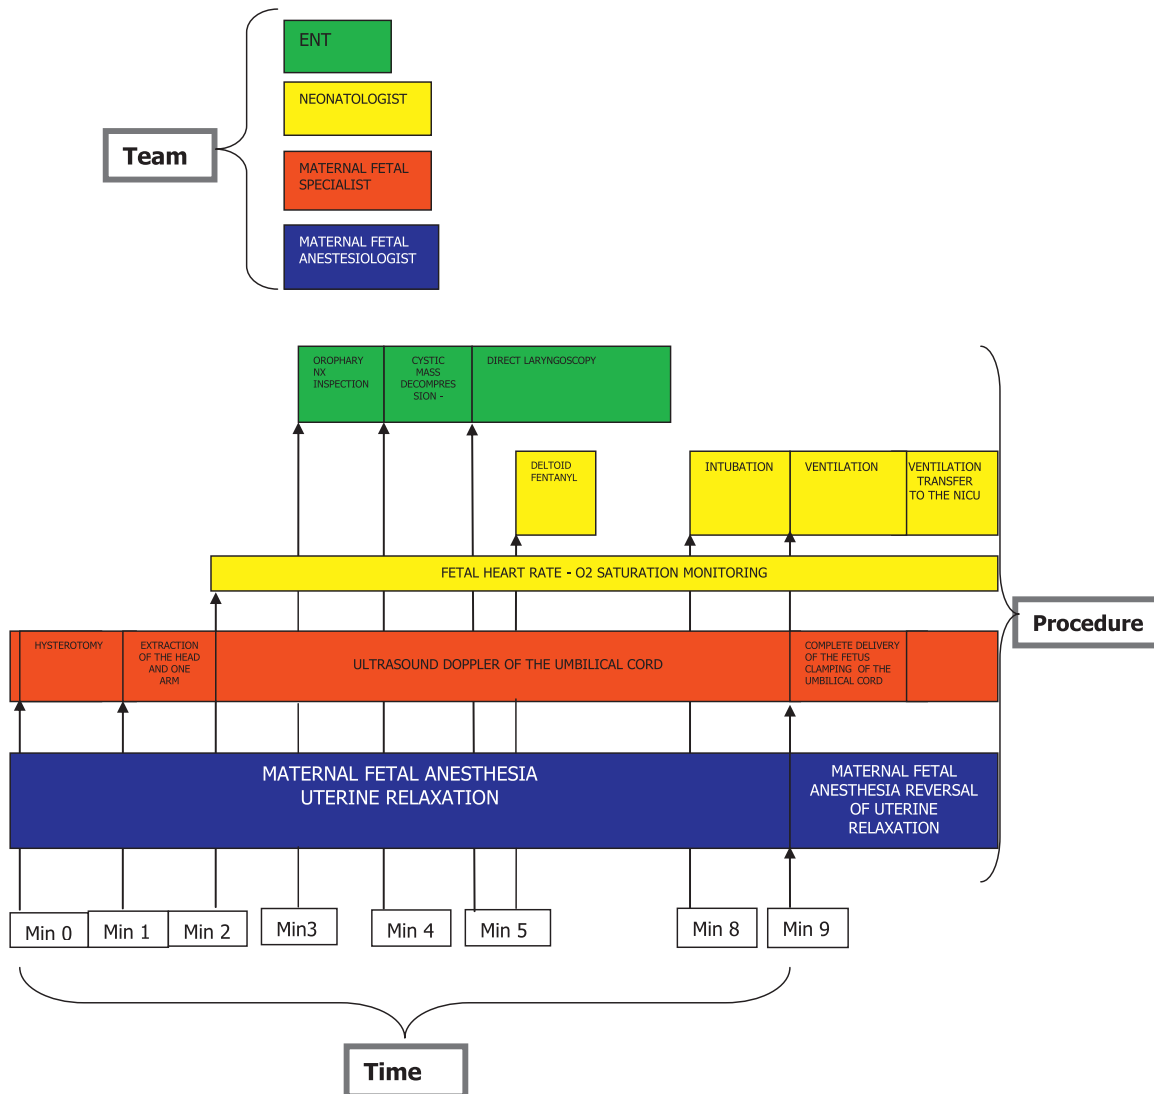 ENT
NEONATOLOGIST
Team
MATERNAL FETAL
SPECIALIST
MATERNAL FETAL
ANESTESIOLOGIST
OROPHARY
NX
INSPECTION
CYSTIC
MASS
DECOMPRES
SION -
DIRECT LARYNGOSCOPY
DELTOID
FENTANYL
INTUBATION
VENTILATION
VENTILATION
TRANSFER
TO THE NICU
FETAL HEART RATE - O2 SATURATION MONITORING
Procedure
HYSTEROTOMY
EXTRACTION
OF THE HEAD
AND ONE
ARM
ULTRASOUND DOPPLER OF THE UMBILICAL CORD
COMPLETE DELIVERY
OF THE FETUS
CLAMPING OF THE
UMBILICAL CORD
MATERNAL FETAL ANESTHESIA
UTERINE RELAXATION
MATERNAL FETAL
ANESTHESIA REVERSAL
OF UTERINE
RELAXATION
Min 0
Min 1
Min 2
Min3
Min 4
Min 5
Min 8
Min 9
Time